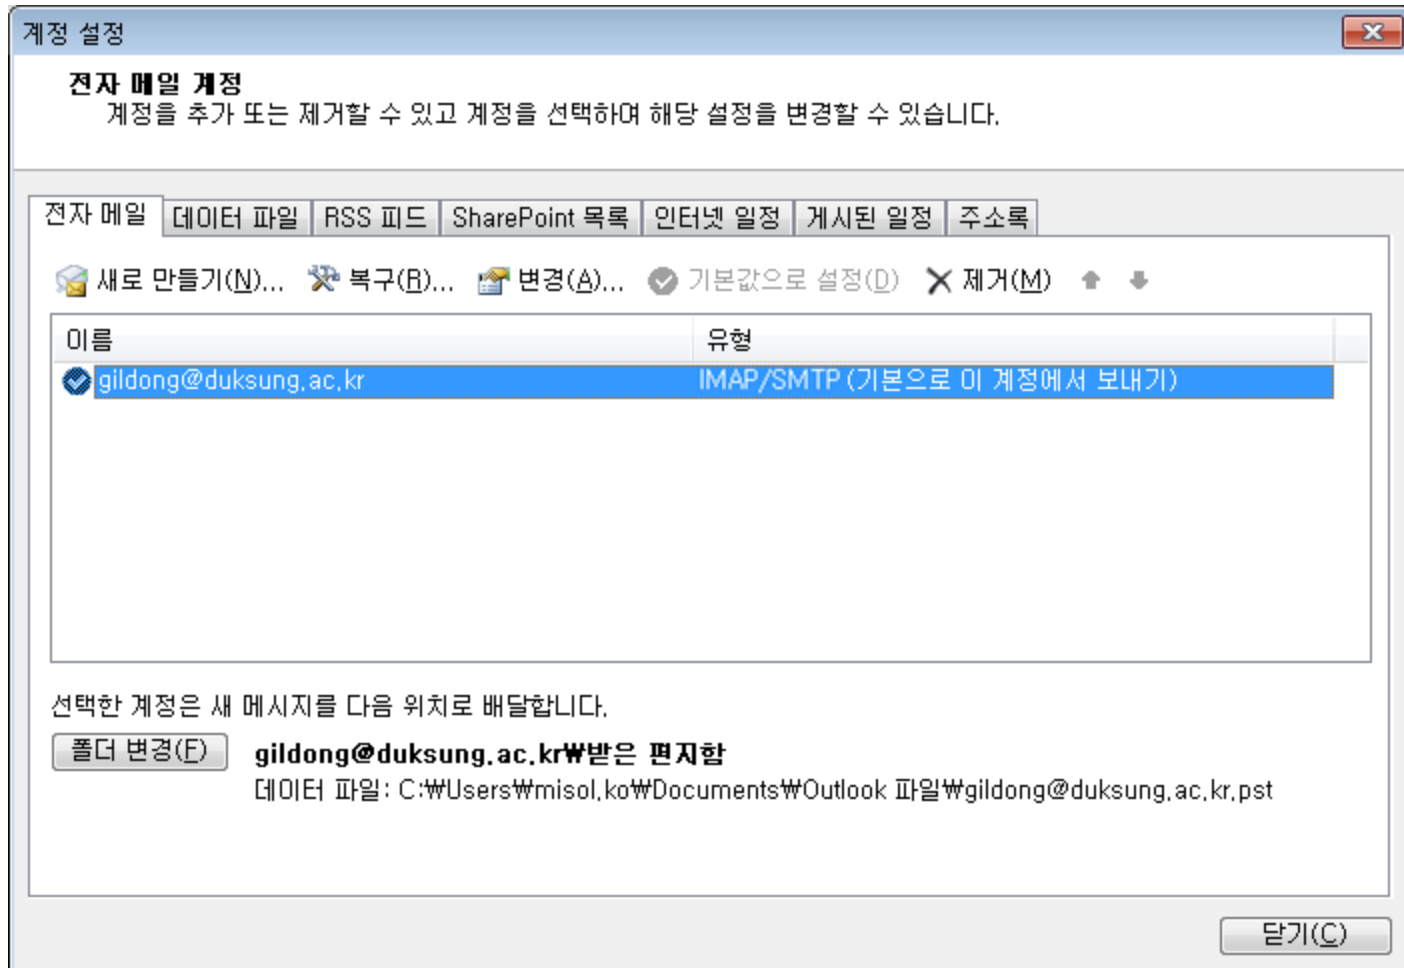 계정 설정
전자 메일 계정
계정을 추가 또는 제거할 수 있고 계정을 선택하여 해당 설정을 변경할 수 있습니다.
전자 메일 데이터 파일 RSS 피드 SharePoint 목록 인터넷 일정 게시된 일정 주소록
새로 만들기(N)... 복구(R)... 변경(A)... 기본값으로 설정(D) 제거(M)
이름 유형
gildong@duksung.ac.kr IMAP/SMTP (기본으로 이 계정에서 보내기)
선택한 계정은 새 메시지를 다음 위치로 배달합니다.
폴더 변경(F) gildong@duksung.ac.kr₩받은 편지함
데이터 파일: C:₩Users₩misol.ko₩Documents₩Outlook 파일₩gildong@duksung.ac.kr.pst
닫기(C)